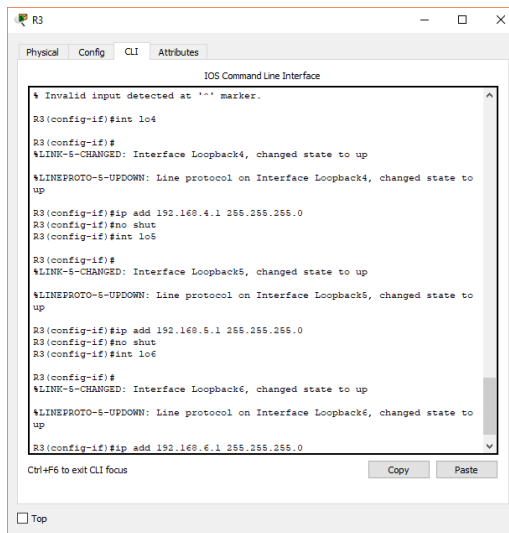 R3
Physical Config CLI Attributes
IOS Command Line Interface
% Invalid input detected at '^' marker.
R3(config-if)#int lo4
R3(config-if)#
%LINK-5-CHANGED: Interface Loopback4, changed state to up
%LINEPROTO-5-UPDOWN: Line protocol on Interface Loopback4, changed state to
up
R3(config-if)#ip add 192.168.4.1 255.255.255.0
R3(config-if)#no shut
R3(config-if)#int lo5
R3(config-if)#
%LINK-5-CHANGED: Interface Loopback5, changed state to up
%LINEPROTO-5-UPDOWN: Line protocol on Interface Loopback5, changed state to
up
R3(config-if)#ip add 192.168.5.1 255.255.255.0
R3(config-if)#no shut
R3(config-if)#int lo6
R3(config-if)#
%LINK-5-CHANGED: Interface Loopback6, changed state to up
%LINEPROTO-5-UPDOWN: Line protocol on Interface Loopback6, changed state to
up
R3(config-if)#ip add 192.168.6.1 255.255.255.0
Ctrl+F6 to exit CLI focus Copy Paste
Top